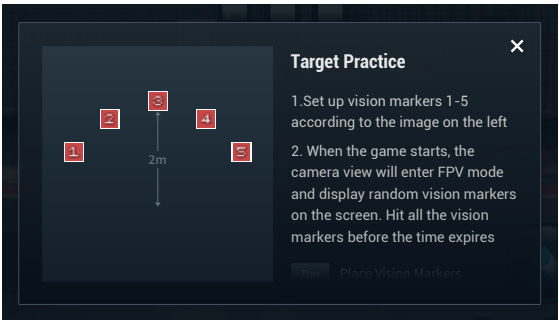 Target Practice
3
2
4
1
5
2m
1.Set up vision markers 1-5
according to the image on the left
2. When the game starts, the
camera view will enter FPV mode
and display random vision markers
on the screen. Hit all the vision
markers before the time expires
Tips Place Vision Markers